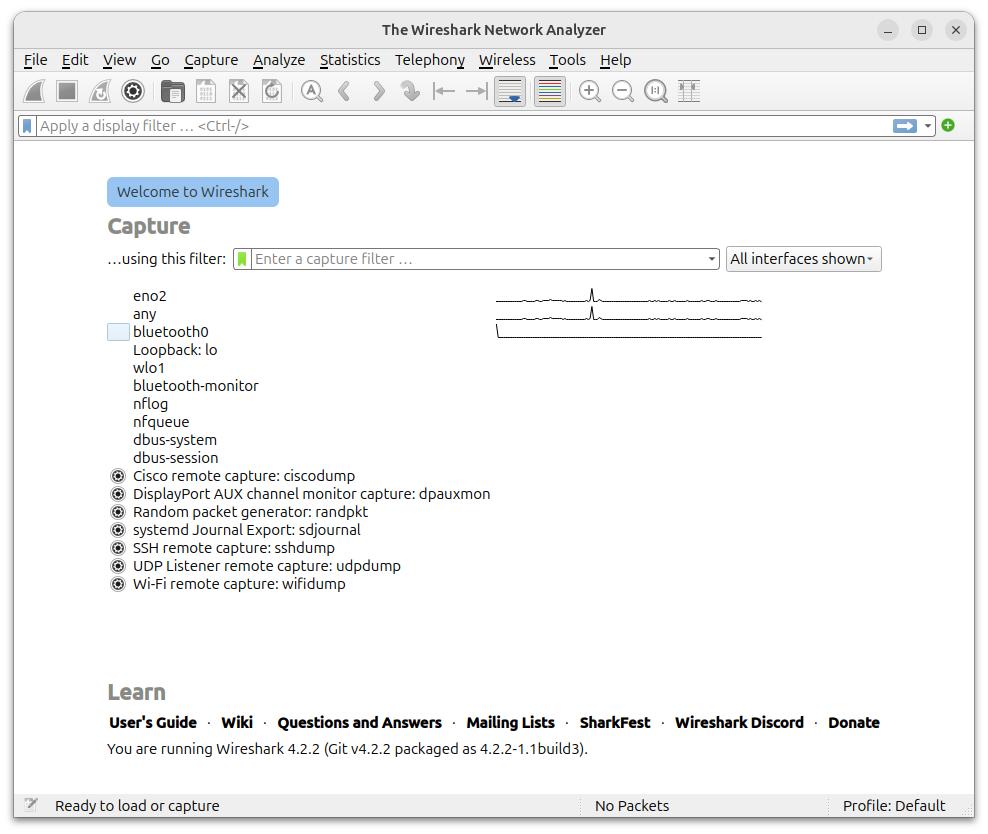 The Wireshark Network Analyzer
File Edit View Go Capture Analyze Statistics Telephony Wireless Tools Help
Apply a display filter … <Ctrl-/>
Welcome to Wireshark
Capture
…using this filter: Enter a capture filter … All interfaces shown
eno2
any
bluetooth0
Loopback: lo
wlo1
bluetooth-monitor
nflog
nfqueue
dbus-system
dbus-session
Cisco remote capture: ciscodump
DisplayPort AUX channel monitor capture: dpauxmon
Random packet generator: randpkt
systemd Journal Export: sdjournal
SSH remote capture: sshdump
UDP Listener remote capture: udpdump
Wi-Fi remote capture: wifidump
Learn
User's Guide · Wiki · Questions and Answers · Mailing Lists · SharkFest · Wireshark Discord · Donate
You are running Wireshark 4.2.2 (Git v4.2.2 packaged as 4.2.2-1.1build3).
Ready to load or capture No Packets Profile: Default